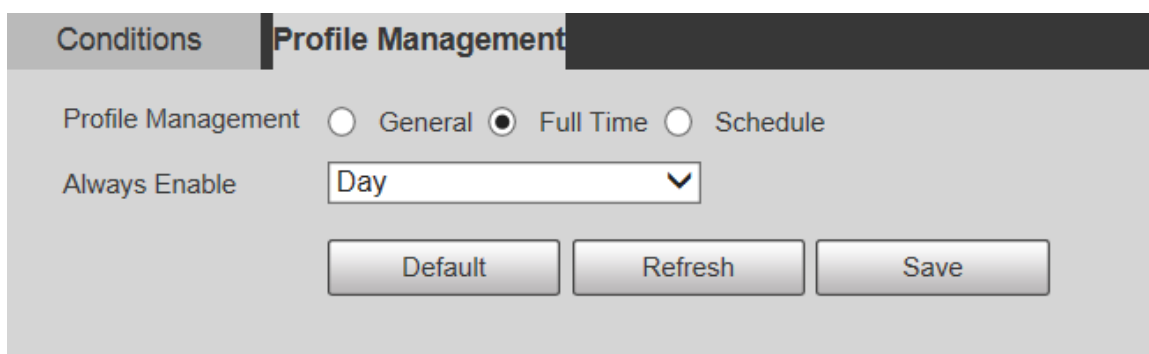 Conditions Profile Management
Profile Management General Full Time Schedule
Always Enable Day
Default Refresh Save